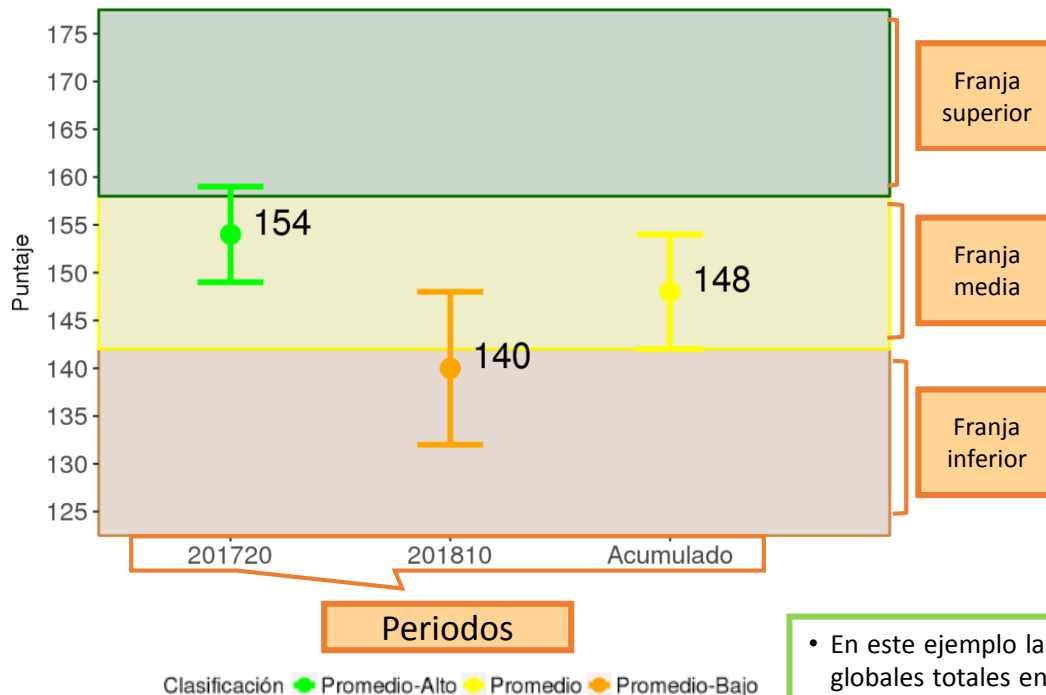 175
170
165
160
155
150
145
140
135
130
125
Puntaje
154
140
148
Franja
superior
Franja
media
Franja
inferior
201720 201810 Acumulado
Periodos
Clasificación Promedio-Alto Promedio Promedio-Bajo
• En este ejemplo la
globales totales en